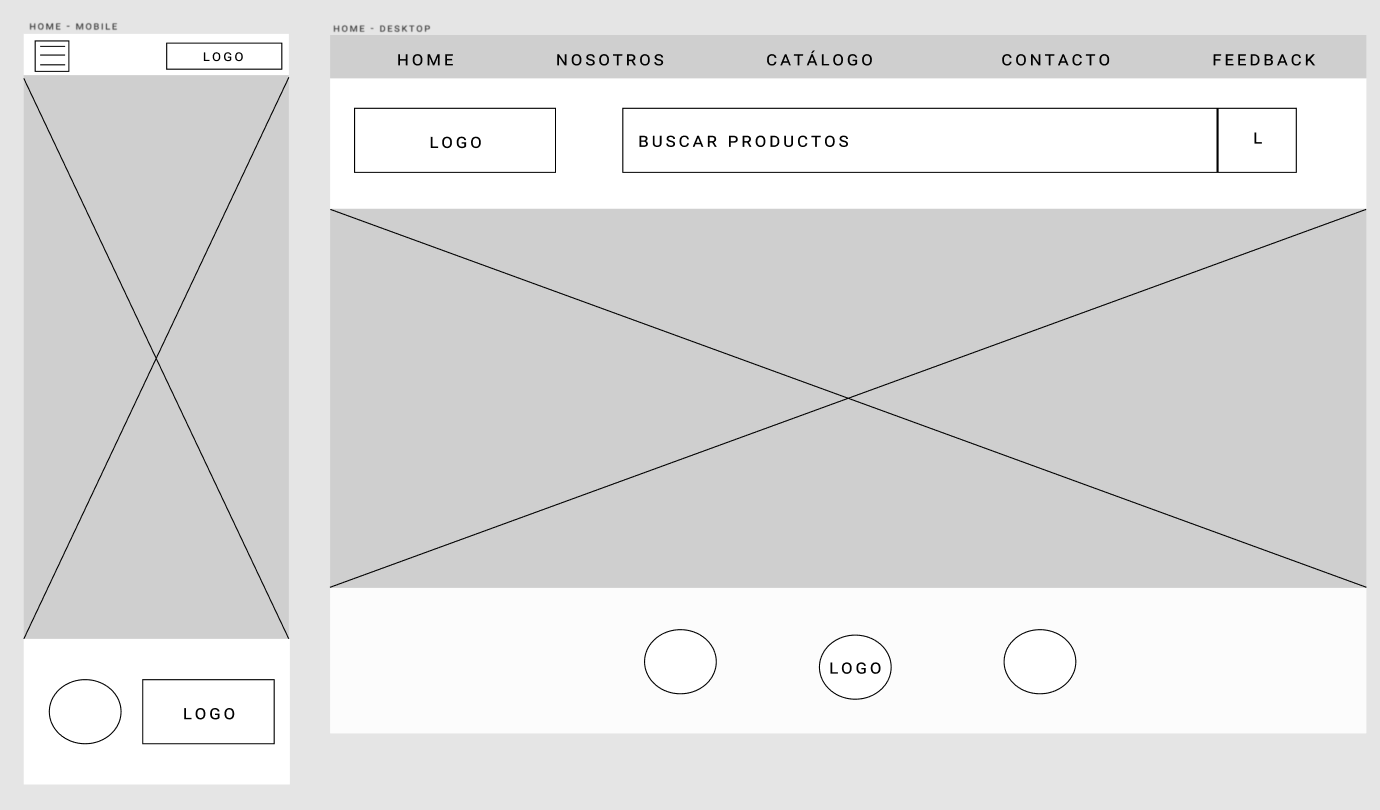 HOME - MOBILE
LOGO
LOGO
HOME - DESKTOP
HOME NOSOTROS CATÁLOGO CONTACTO FEEDBACK
LOGO
BUSCAR PRODUCTOS
L
LOGO